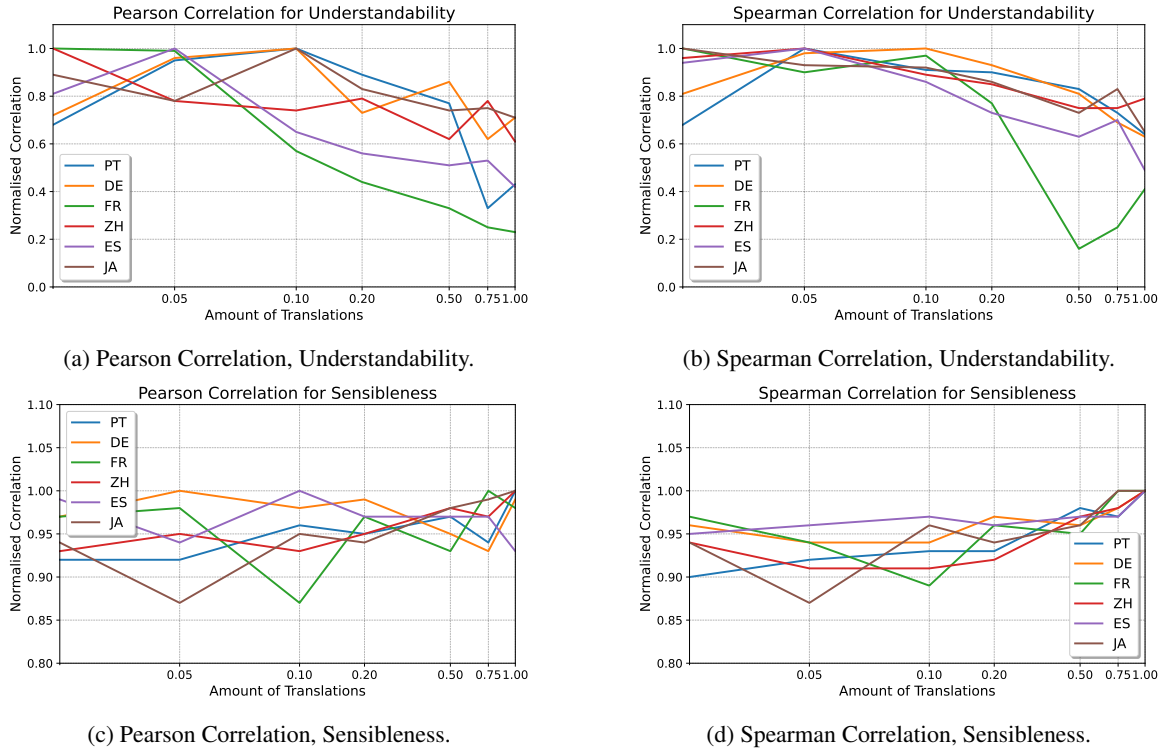 Pearson Correlation for Understandability
Normalised Correlation
1.0
0.8
0.6
0.4
0.2
0.0
PT
DE
FR
ZH
ES
JA
0.05 0.10 0.20 0.50 0.75 1.00
Amount of Translations
(a) Pearson Correlation, Understandability.
Spearman Correlation for Understandability
Normalised Correlation
1.0
0.8
0.6
0.4
0.2
0.0
PT
DE
FR
ZH
ES
JA
0.05 0.10 0.20 0.50 0.75 1.00
Amount of Translations
(b) Spearman Correlation, Understandability.
Pearson Correlation for Sensibleness
Normalised Correlation
1.10
1.05
1.00
0.95
0.90
0.85
0.80
PT
DE
FR
ZH
ES
JA
0.05 0.10 0.20 0.50 0.75 1.00
Amount of Translations
(c) Pearson Correlation, Sensibleness.
Spearman Correlation for Sensibleness
Normalised Correlation
1.10
1.05
1.00
0.95
0.90
0.85
0.80
PT
DE
FR
ZH
ES
JA
0.05 0.10 0.20 0.50 0.75 1.00
Amount of Translations
(d) Spearman Correlation, Sensibleness.